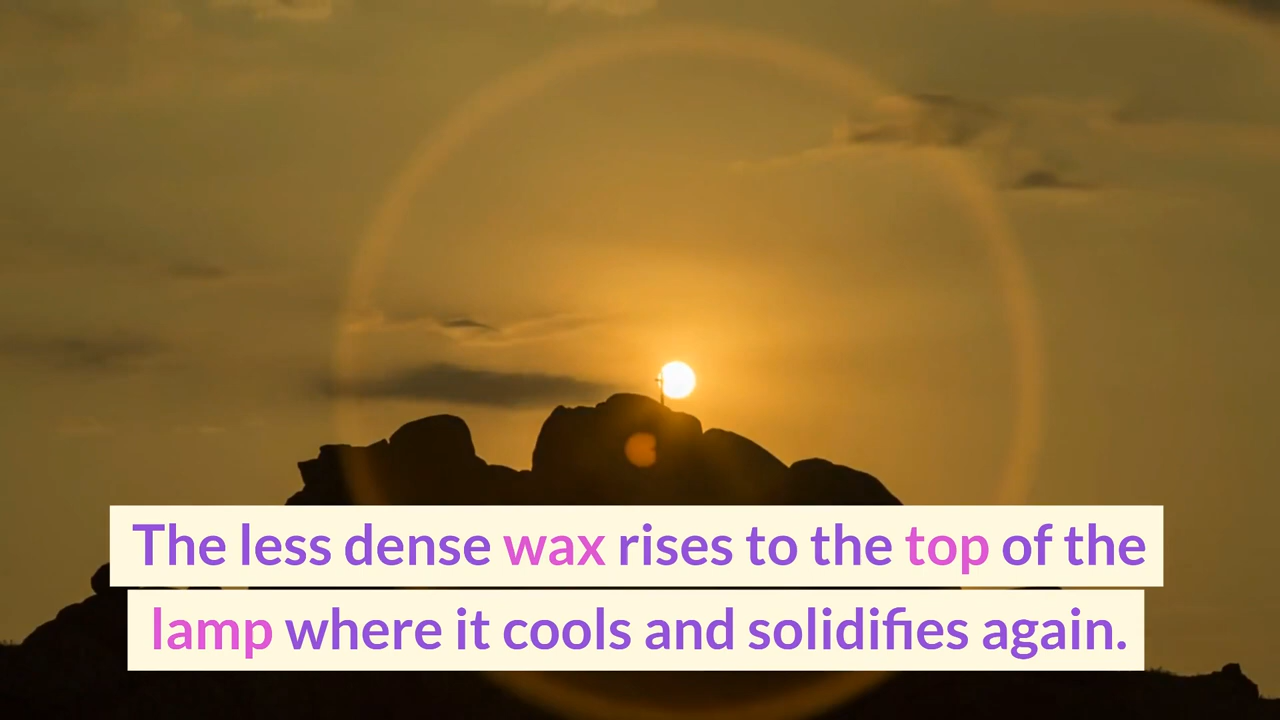 The less dense wax rises to the top of the
lamp where it cools and solidifies again.